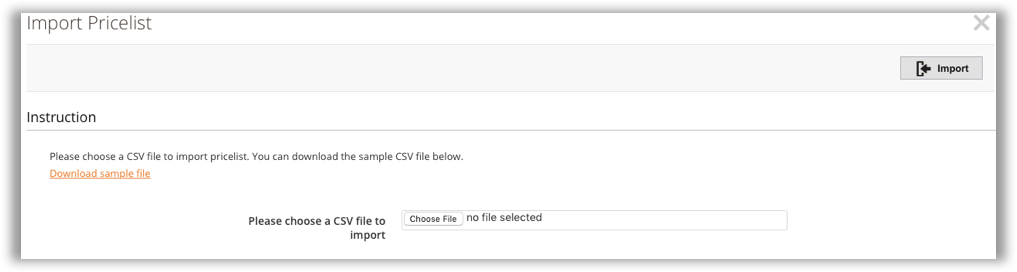 Import Pricelist
Import
Instruction
Please choose a CSV file to import pricelist. You can download the sample CSV file below.
Download sample file
Please choose a CSV file to
import
Choose File no file selected